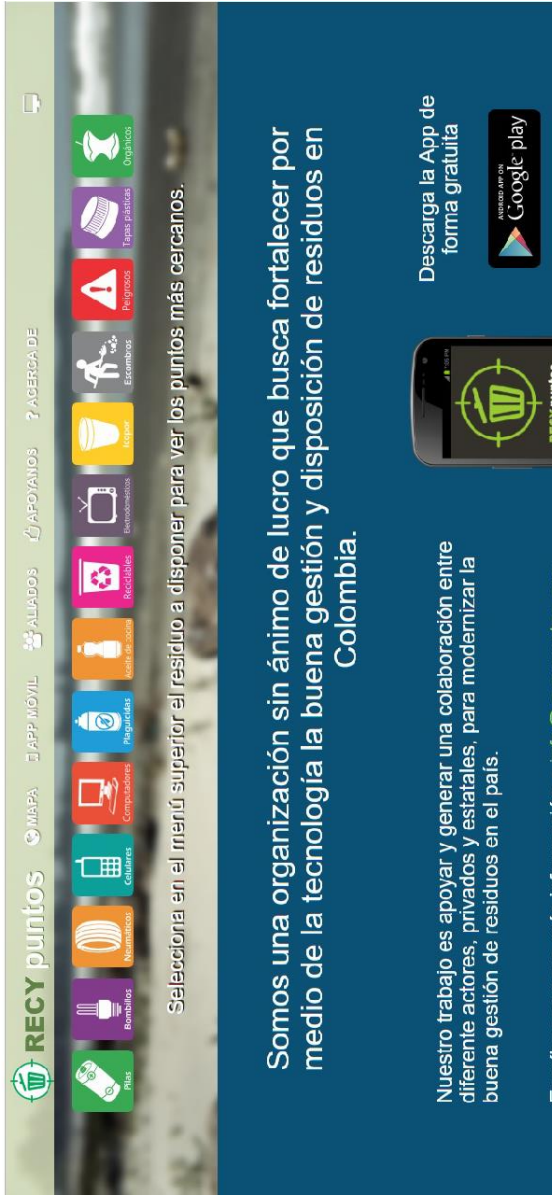 RECY puntos MAPA APP MÓVIL ALIADOS APOYANOS ? ACERCA DE
Pilas Bombillos Neumáticos Celulares Computadores Plaguicidas Aceite de cocina Reciclables Electrodomésticos Icopor Escombros Peligrosos Tapas plásticas Orgánicos
Selecciona en el menú superior el residuo a disponer para ver los puntos más cercanos.
Somos una organización sin ánimo de lucro que busca fortalecer por
medio de la tecnología la buena gestión y disposición de residuos en
Colombia.
Nuestro trabajo es apoyar y generar una colaboración entre
diferente actores, privados y estatales, para modernizar la
buena gestión de residuos en el país.
Descarga la App de
forma gratuita
ANDROID APP ON
Google play